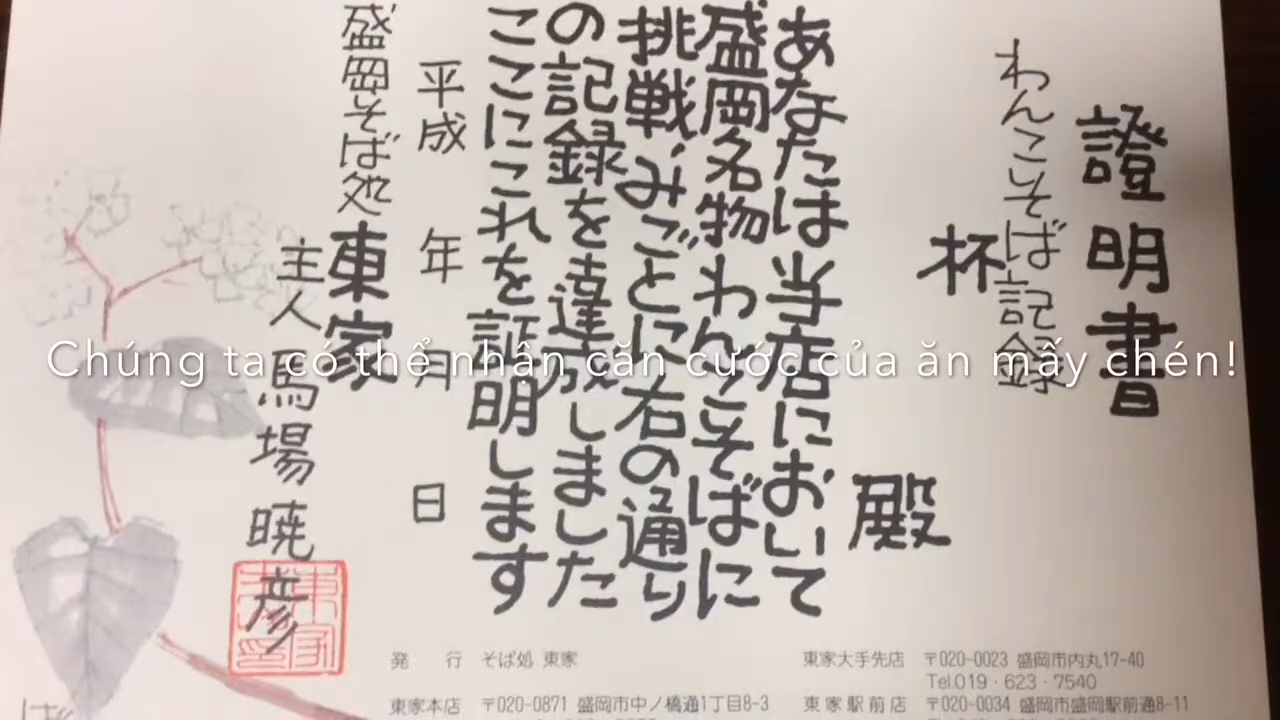 證明書
わんこそば記録
杯
殿
あなたは当店において
盛岡名物わんこそばに
挑戦、みごとに右の通り
の記録を達成しました
ここにこれを証明します
平成 年 月 日
盛岡そば処
東家
主人 馬場暁彦
Chúng ta có thể nhận căn cước của ăn mấy chén!
発 行 そば処 東家
東家本店 〒020-0871 盛岡市中ノ橋通1丁目8-3
東家大手先店 〒020-0023 盛岡市内丸17-40
Tel.019・623・7540
東家駅前店 〒020-0034 盛岡市盛岡駅前通8-11